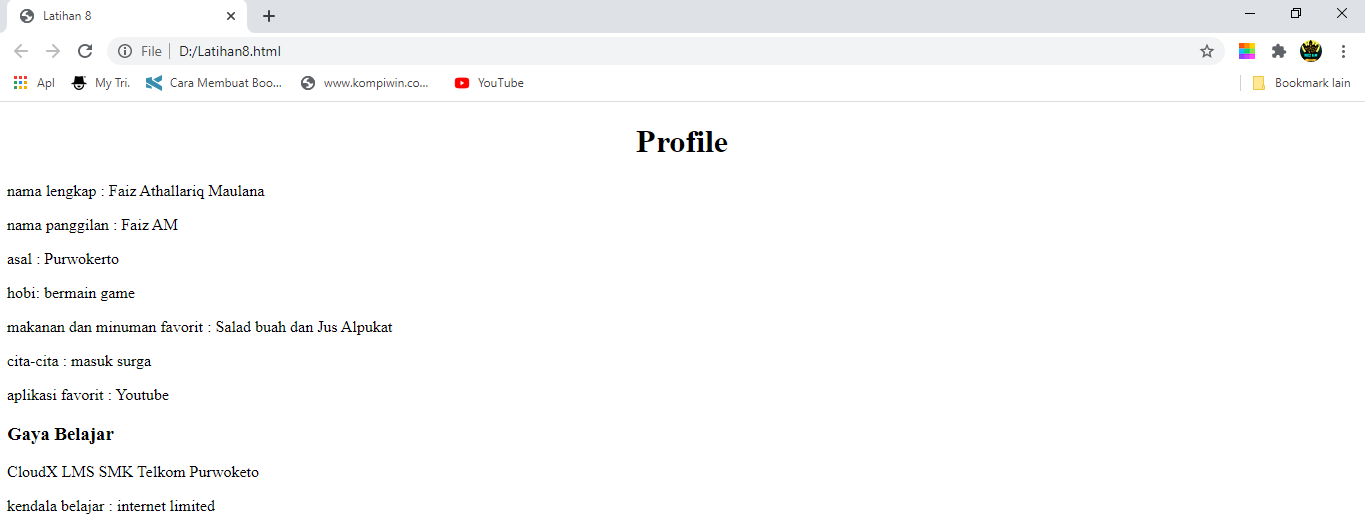 Latihan 8
File | D:/Latihan8.html
Apl My Tri. Cara Membuat Boo... www.kompiwin.co... YouTube Bookmark lain
Profile
nama lengkap : Faiz Athallariq Maulana
nama panggilan : Faiz AM
asal : Purwokerto
hobi: bermain game
makanan dan minuman favorit : Salad buah dan Jus Alpukat
cita-cita : masuk surga
aplikasi favorit : Youtube
Gaya Belajar
CloudX LMS SMK Telkom Purwoketo
kendala belajar : internet limited